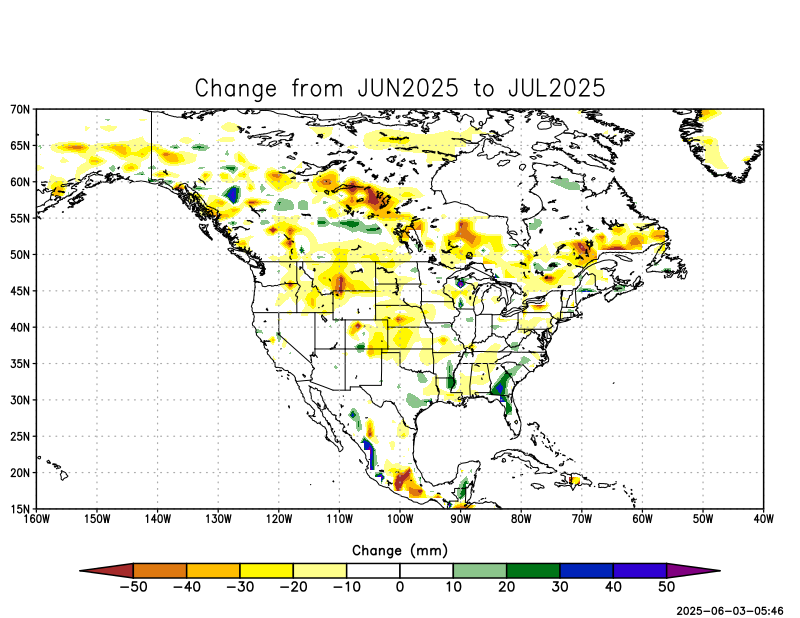 Change from JUN2025 to JUL2025
70N
65N
60N
55N
50N
45N
40N
35N
30N
25N
20N
15N
160W 150W 140W 130W 120W 110W 100W 90W 80W 70W 60W 50W 40W
Change (mm)
−50 −40 −30 −20 −10 0 10 20 30 40 50
2025-06-03-05:46